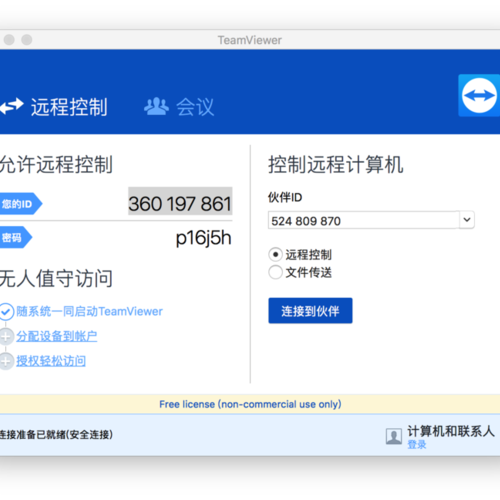 TeamViewer
远程控制
会议
允许远程控制
您的ID
360 197 861
密码
p16j5h
无人值守访问
随系统一同启动TeamViewer
分配设备到帐户
授权轻松访问
控制远程计算机
伙伴ID
524 809 870
远程控制
文件传送
连接到伙伴
Free license (non-commercial use only)
连接准备已就绪(安全连接)
计算机和联系人
登录